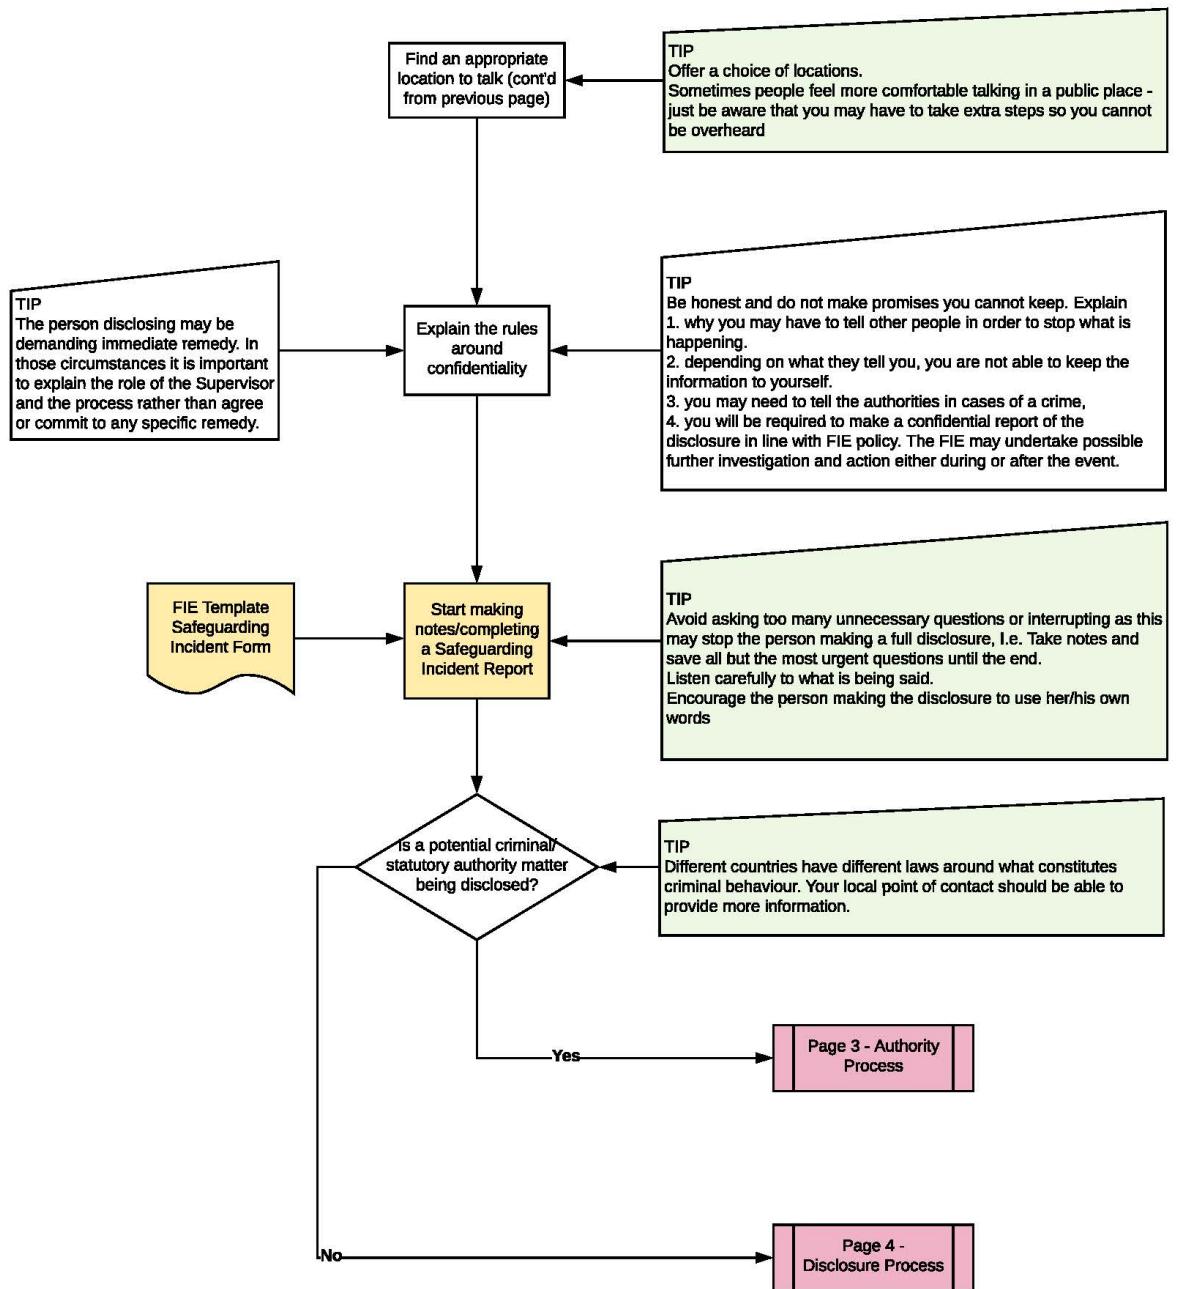 Find an appropriate
location to talk (cont'd
from previous page)
TIP
Offer a choice of locations.
Sometimes people feel more comfortable talking in a public place -
just be aware that you may have to take extra steps so you cannot
be overheard
TIP
The person disclosing may be
demanding immediate remedy. In
those circumstances it is important
to explain the role of the Supervisor
and the process rather than agree
or commit to any specific remedy.
Explain the rules
around
confidentiality
TIP
Be honest and do not make promises you cannot keep. Explain
1. why you may have to tell other people in order to stop what is
happening.
2. depending on what they tell you, you are not able to keep the
information to yourself.
3. you may need to tell the authorities in cases of a crime,
4. you will be required to make a confidential report of the
disclosure in line with FIE policy. The FIE may undertake possible
further investigation and action either during or after the event.
FIE Template
Safeguarding
Incident Form
Start making
notes/completing
a Safeguarding
Incident Report
TIP
Avoid asking too many unnecessary questions or interrupting as this
may stop the person making a full disclosure, I.e. Take notes and
save all but the most urgent questions until the end.
Listen carefully to what is being said.
Encourage the person making the disclosure to use her/his own
words
Is a potential criminal/
statutory authority matter
being disclosed?
TIP
Different countries have different laws around what constitutes
criminal behaviour. Your local point of contact should be able to
provide more information.
Yes
Page 3 - Authority
Process
No
Page 4 -
Disclosure Process